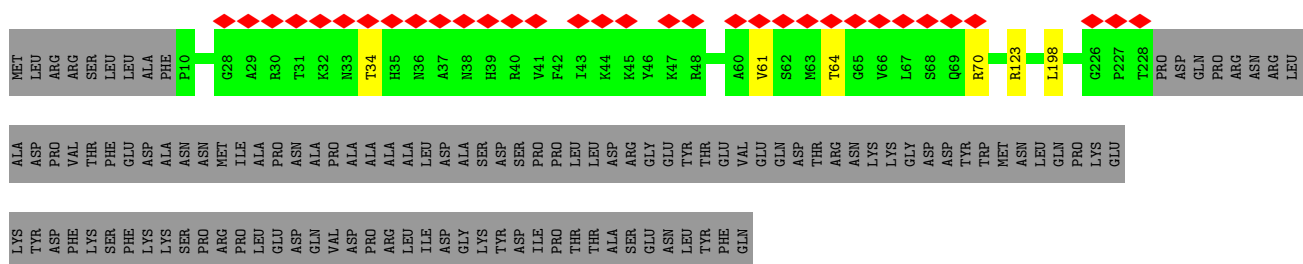 MET LEU ARG ARG SER LEU LEU ALA PHE P10 G28 A29 R30 T31 K32 N33 T34 H35 N36 A37 N38 H39 R40 V41 F42 I43 K44 K45 Y46 K47 R48 A60 V61 S62 M63 T64 G65 V66 L67 S68 Q69 R70 R123 L198 G226 P227 T228 PRO ASP GLN PRO ARG ASN ARG LEU
ALA ASP PRO VAL THR PHE GLU ASP ALA ASN ASN MET ILE ALA PRO ASN ALA PRO ALA ALA ALA ALA LEU ASP ALA SER ASP SER PRO PRO LEU LEU ASP ARG GLY GLU TYR THR GLU VAL GLU GLN ASP THR ARG ASN LYS LYS GLY ASP ASP TYR TRP MET ASN LEU GLN PRO LYS GLU
LYS TYR ASP PHE LYS SER PHE LYS LYS SER PRO ARG PRO LEU GLU ASP GLN VAL ASP PRO ARG LEU ILE ASP GLY LYS TYR ASP ILE PRO THR THR ALA SER GLU ASN LEU TYR PHE GLN